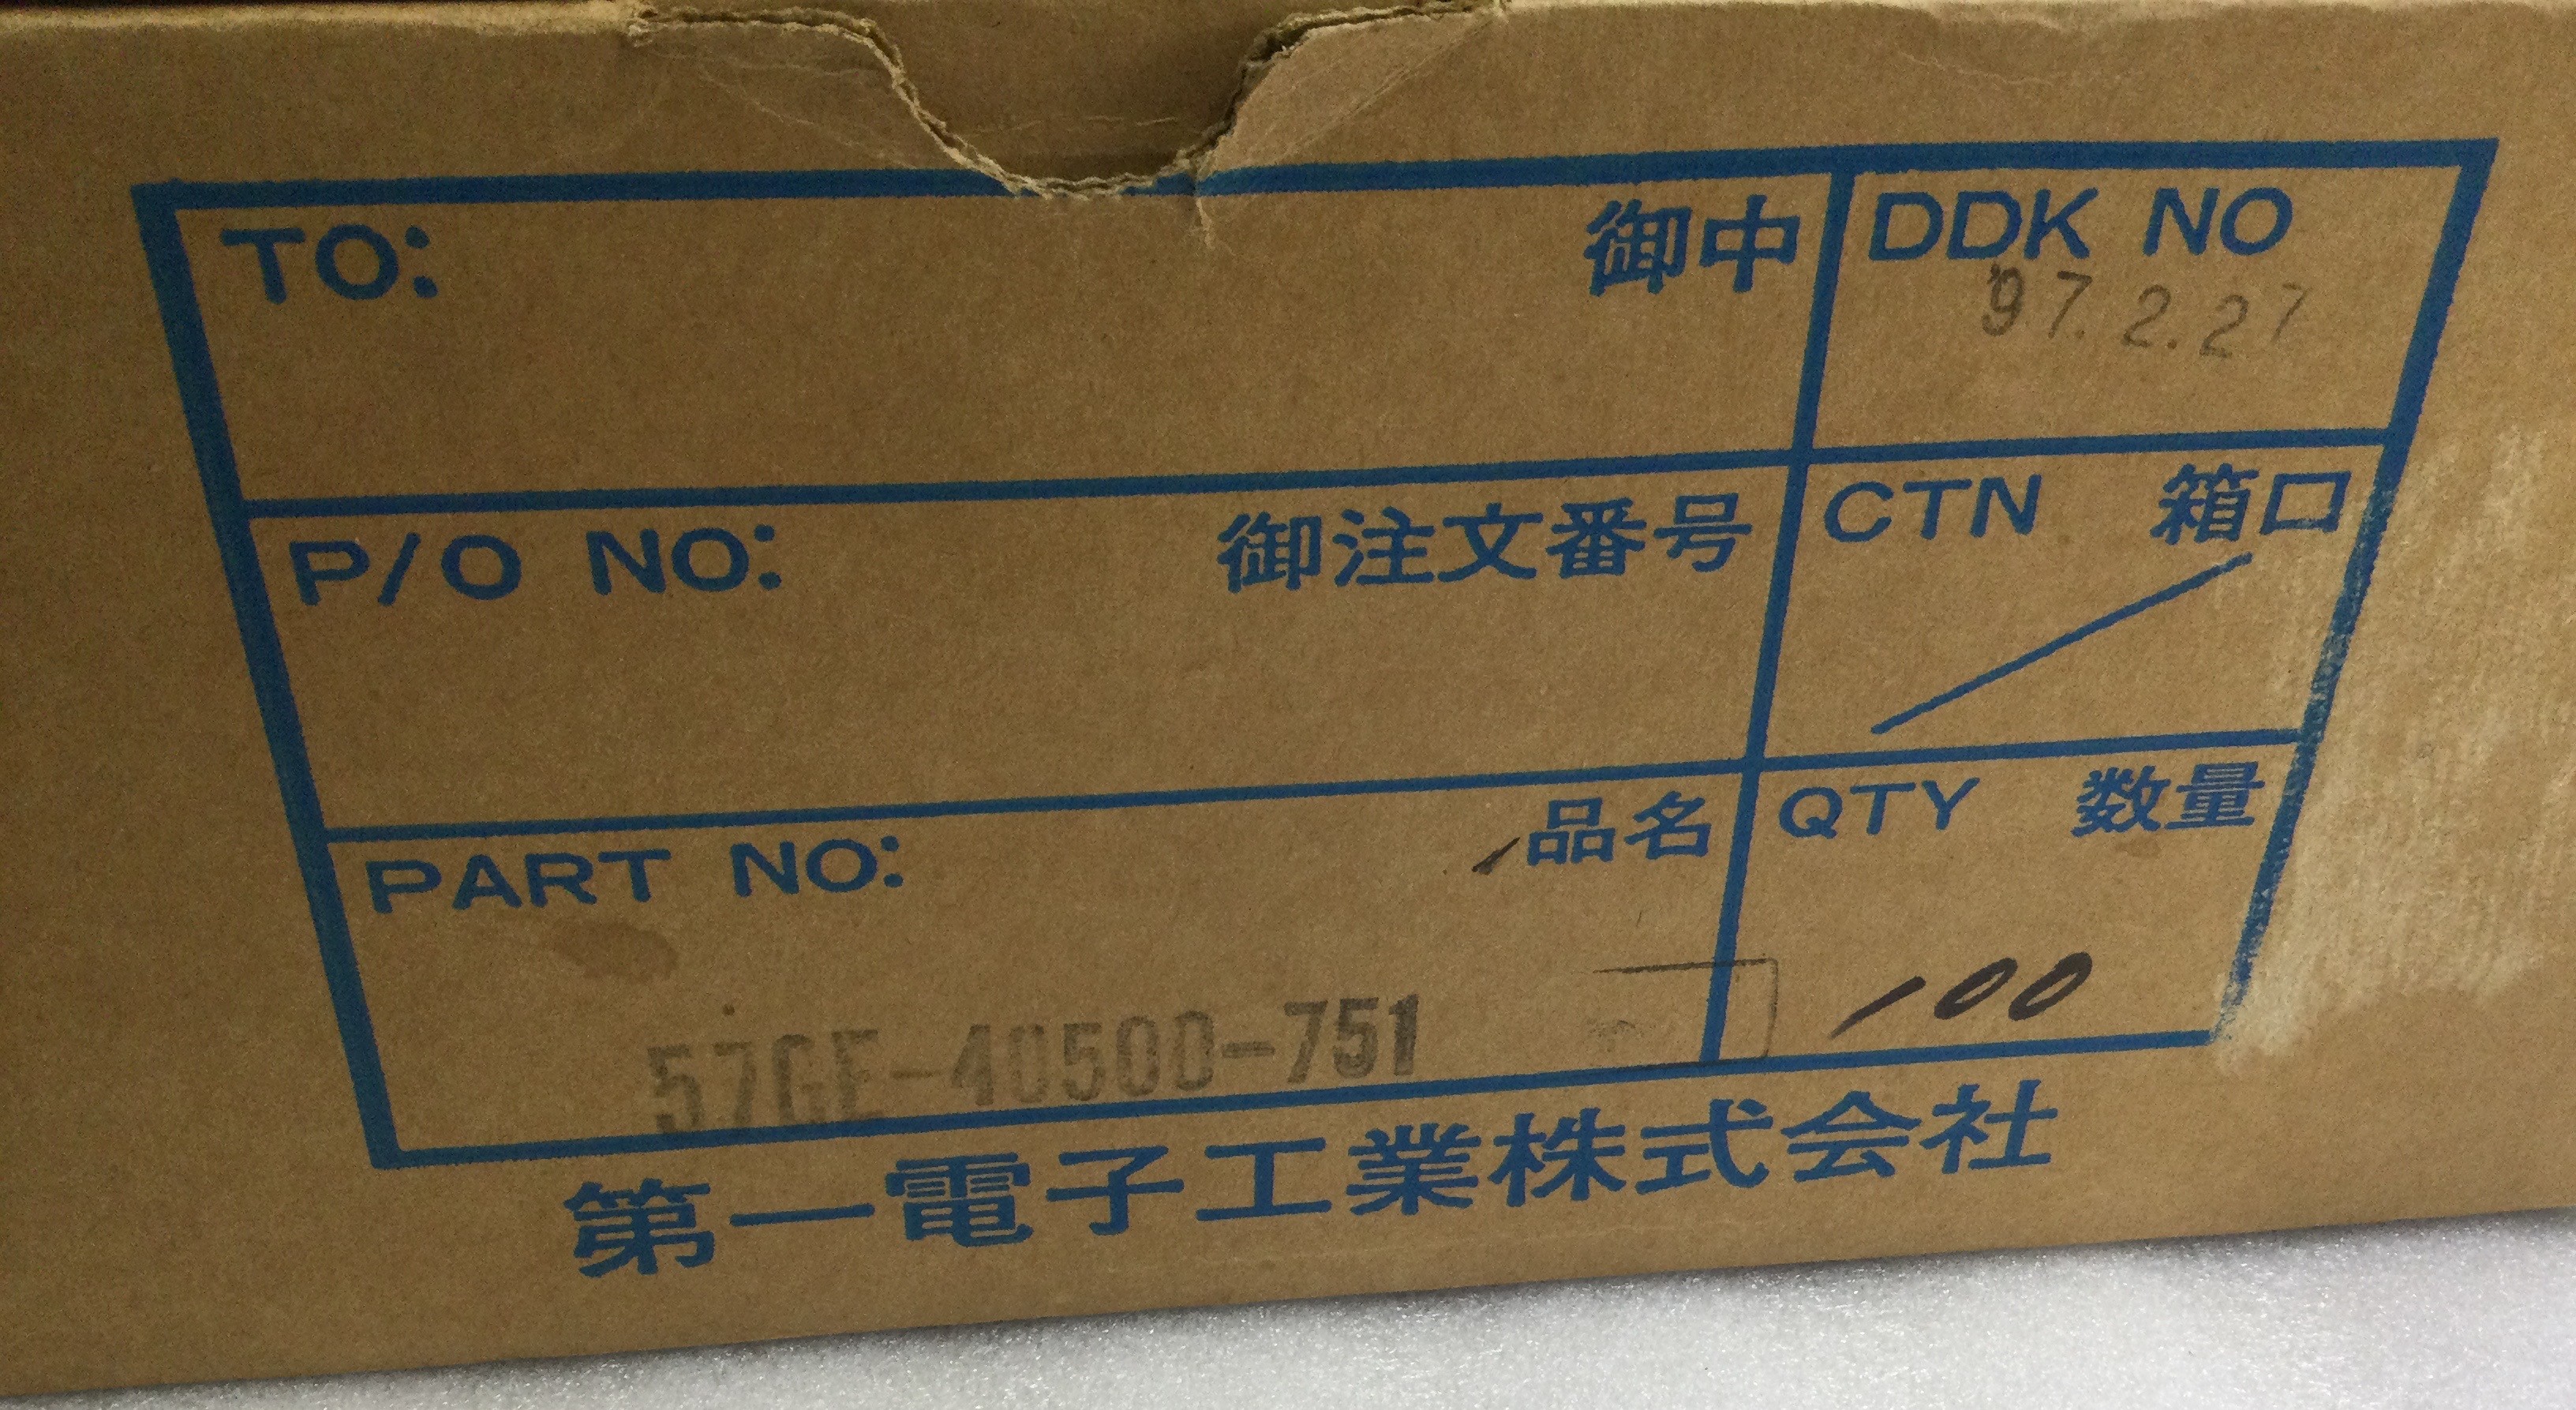 TO: 御中
DDK NO
'97.2.27
P/O NO: 御注文番号
CTN 箱口
PART NO: 品名
QTY 数量
57GE-40500-751
100
第一電子工業株式会社